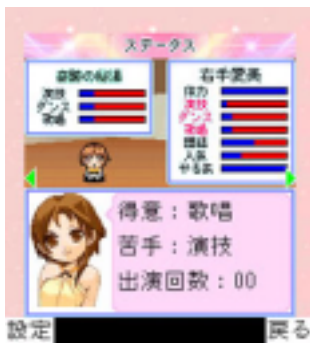 ステータス
演技
ダンス
歌唱
右手愛美
体力
演技
ダンス
歌唱
人気
やる気
得意：歌唱
苦手：演技
出演回数：00
設定
戻る